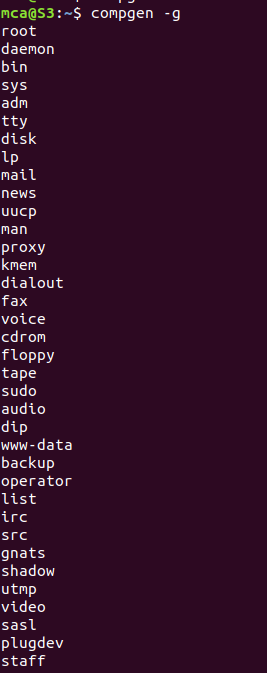 mca@S3:~$ compgen -g
root
daemon
bin
sys
adm
tty
disk
lp
mail
news
uucp
man
proxy
kmem
dialout
fax
voice
cdrom
floppy
tape
sudo
audio
dip
www-data
backup
operator
list
irc
src
gnats
shadow
utmp
video
sasl
plugdev
staff